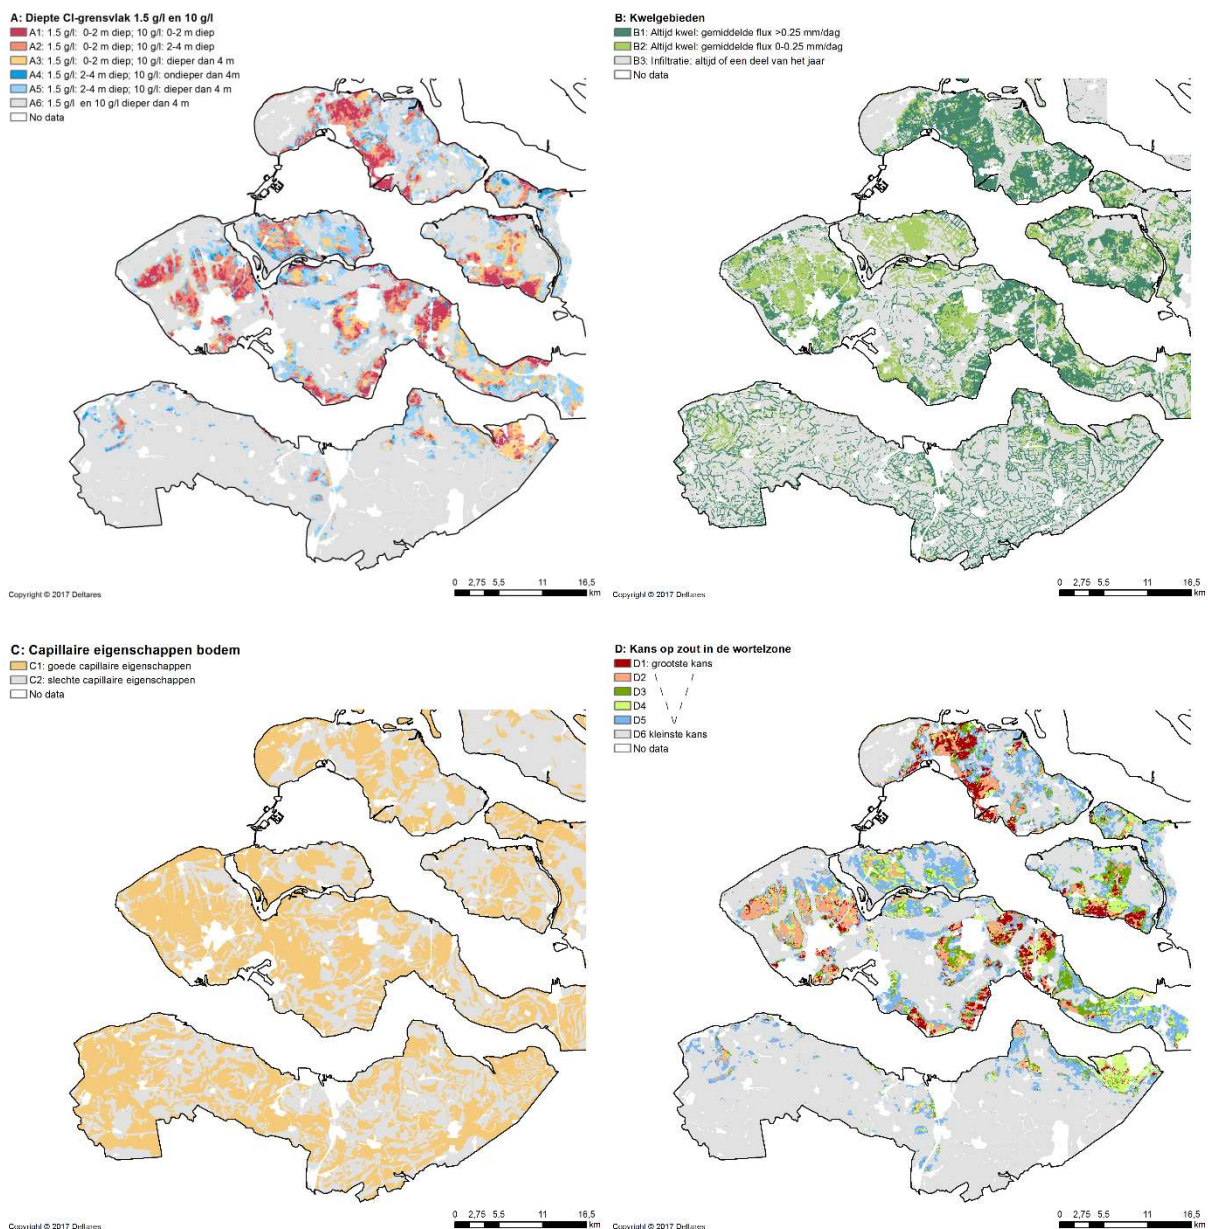 A: Diepte Cl-grensvlak 1.5 g/l en 10 g/l
A1: 1.5 g/l: 0-2 m diep; 10 g/l: 0-2 m diep
A2: 1.5 g/l: 0-2 m diep; 10 g/l: 2-4 m diep
A3: 1.5 g/l: 0-2 m diep; 10 g/l: dieper dan 4 m
A4: 1.5 g/l: 2-4 m diep; 10 g/l: ondieper dan 4m
A5: 1.5 g/l: 2-4 m diep; 10 g/l: dieper dan 4 m
A6: 1.5 g/l en 10 g/l dieper dan 4 m
No data
0 2,75 5,5 11 16,5
km
Copyright © 2017 Deltares
B: Kwelgebieden
B1: Altijd kwel: gemiddelde flux >0.25 mm/dag
B2: Altijd kwel: gemiddelde flux 0-0.25 mm/dag
B3: Infiltratie: altijd of een deel van het jaar
No data
0 2,75 5,5 11 16,5
km
Copyright © 2017 Deltares
C: Capillaire eigenschappen bodem
C1: goede capillaire eigenschappen
C2: slechte capillaire eigenschappen
No data
0 2,75 5,5 11 16,5
km
Copyright © 2017 Deltares
D: Kans op zout in de wortelzone
D1: grootste kans
D2
D3
D4
D5
D6 kleinste kans
No data
0 2,75 5,5 11 16,5
km
Copyright © 2017 Deltares